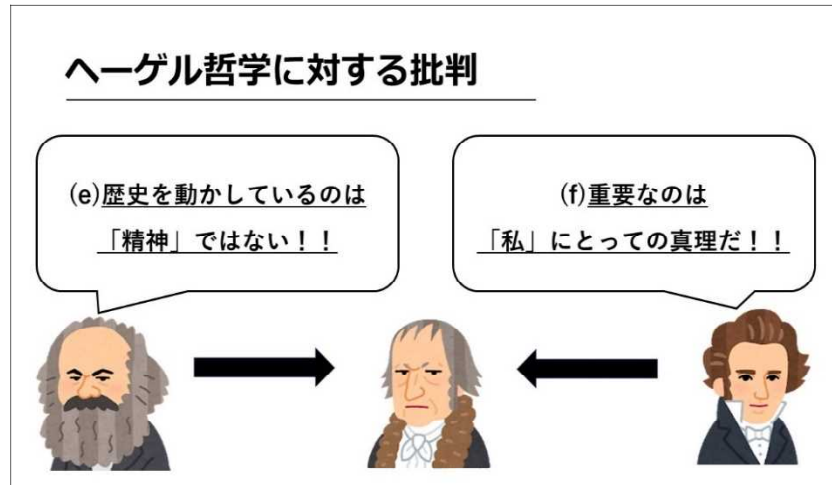 ヘーゲル哲学に対する批判
(e)歴史を動かしているのは
「精神」ではない！！
(f)重要なのは
「私」にとっての真理だ！！